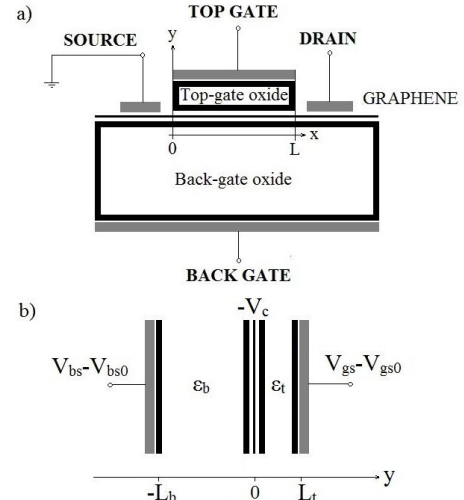 a)
TOP GATE
SOURCE
y
DRAIN
Top-gate oxide
GRAPHENE
0
L
x
Back-gate oxide
BACK GATE
b)
-Vc
Vbs-Vbs0
εb
εt
Vgs-Vgs0
y
-Lb
0
Lt